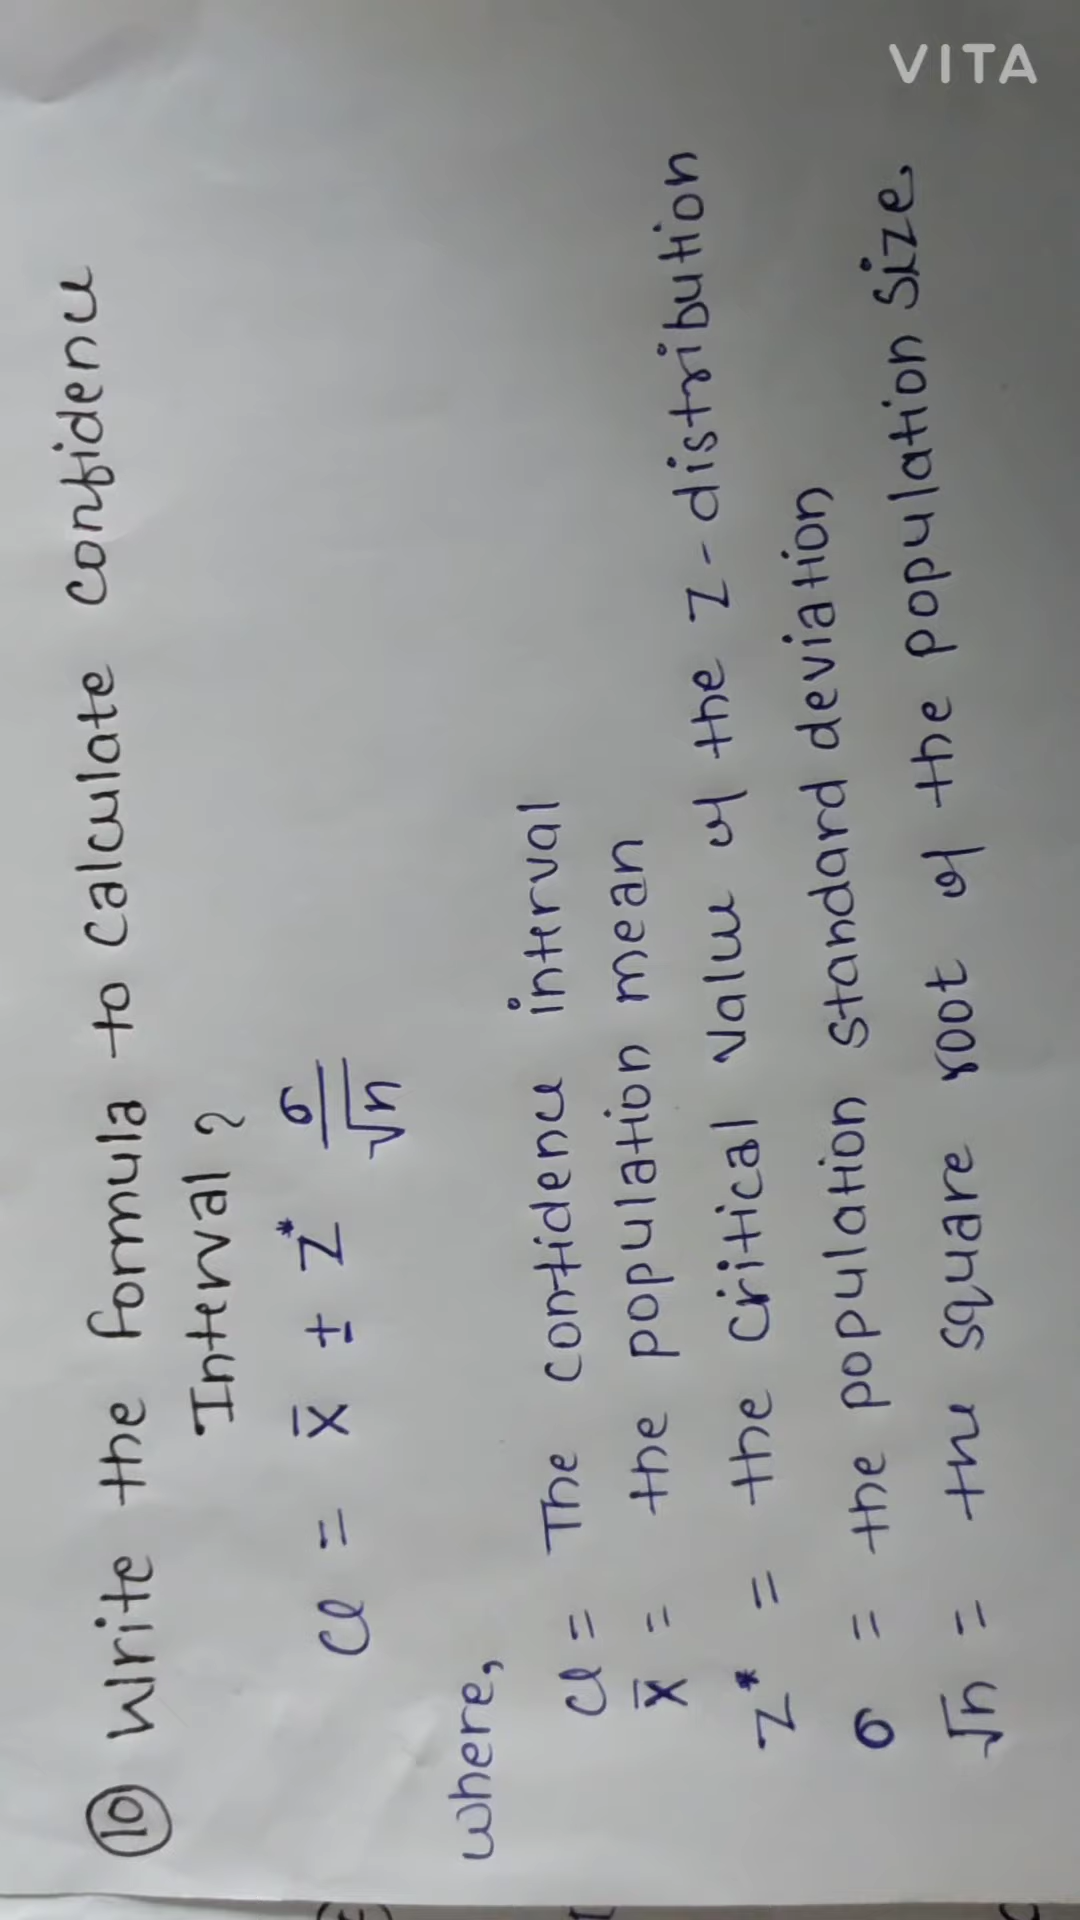 VITA
⑩ Write the formula to calculate confidence
Interval ?
CI = x̄ ± Z* σ/√n
where,
CI = The confidence interval
x̄ = the population mean
Z* = the critical value of the Z-distribution
σ = the population standard deviation
√n = the square root of the population size.